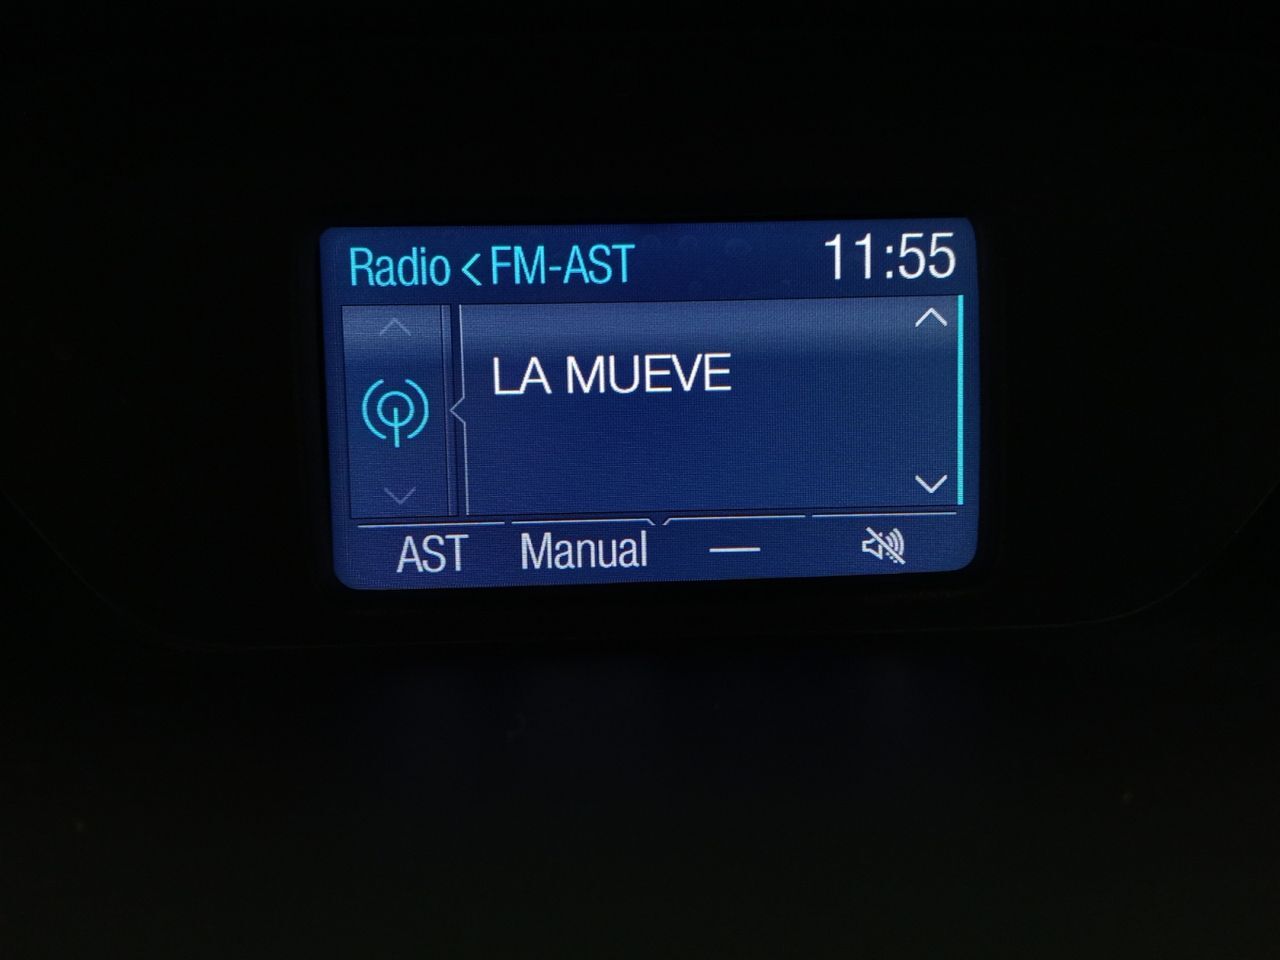 Radio < FM-AST 11:55
LA MUEVE
AST Manual —